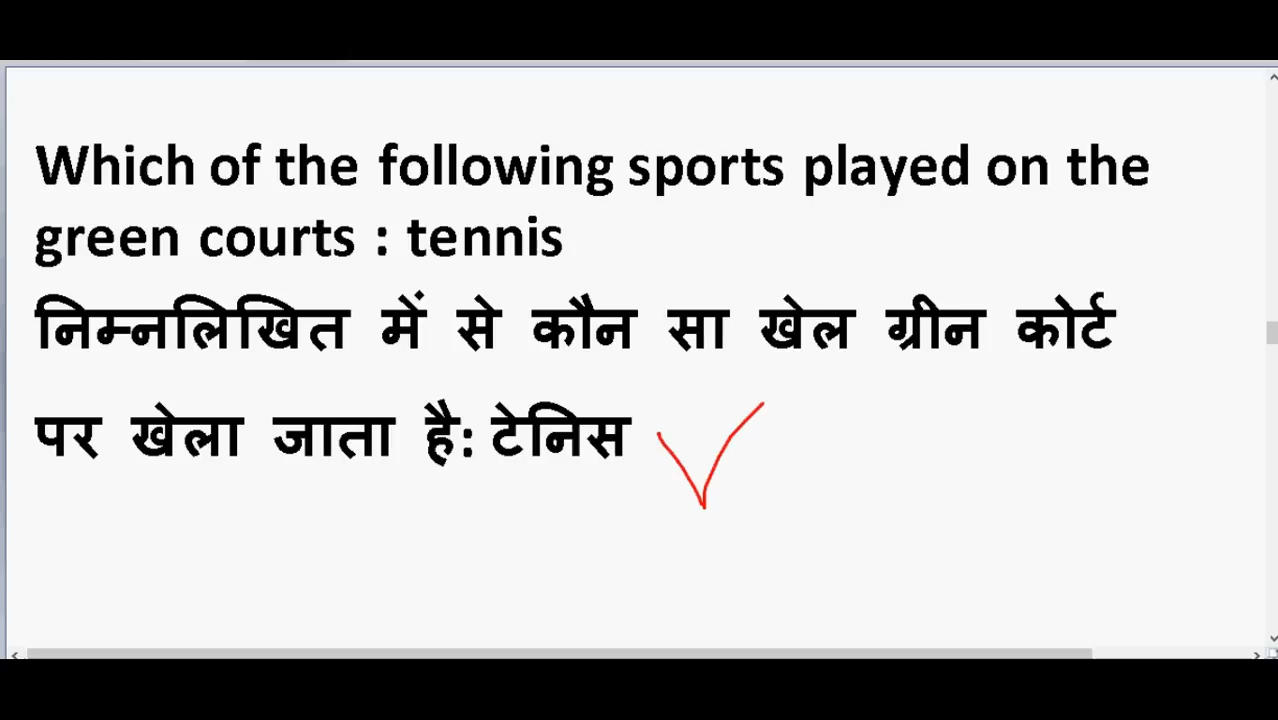 Which of the following sports played on the
green courts : tennis
निम्नलिखित में से कौन सा खेल ग्रीन कोर्ट
पर खेला जाता है: टेनिस